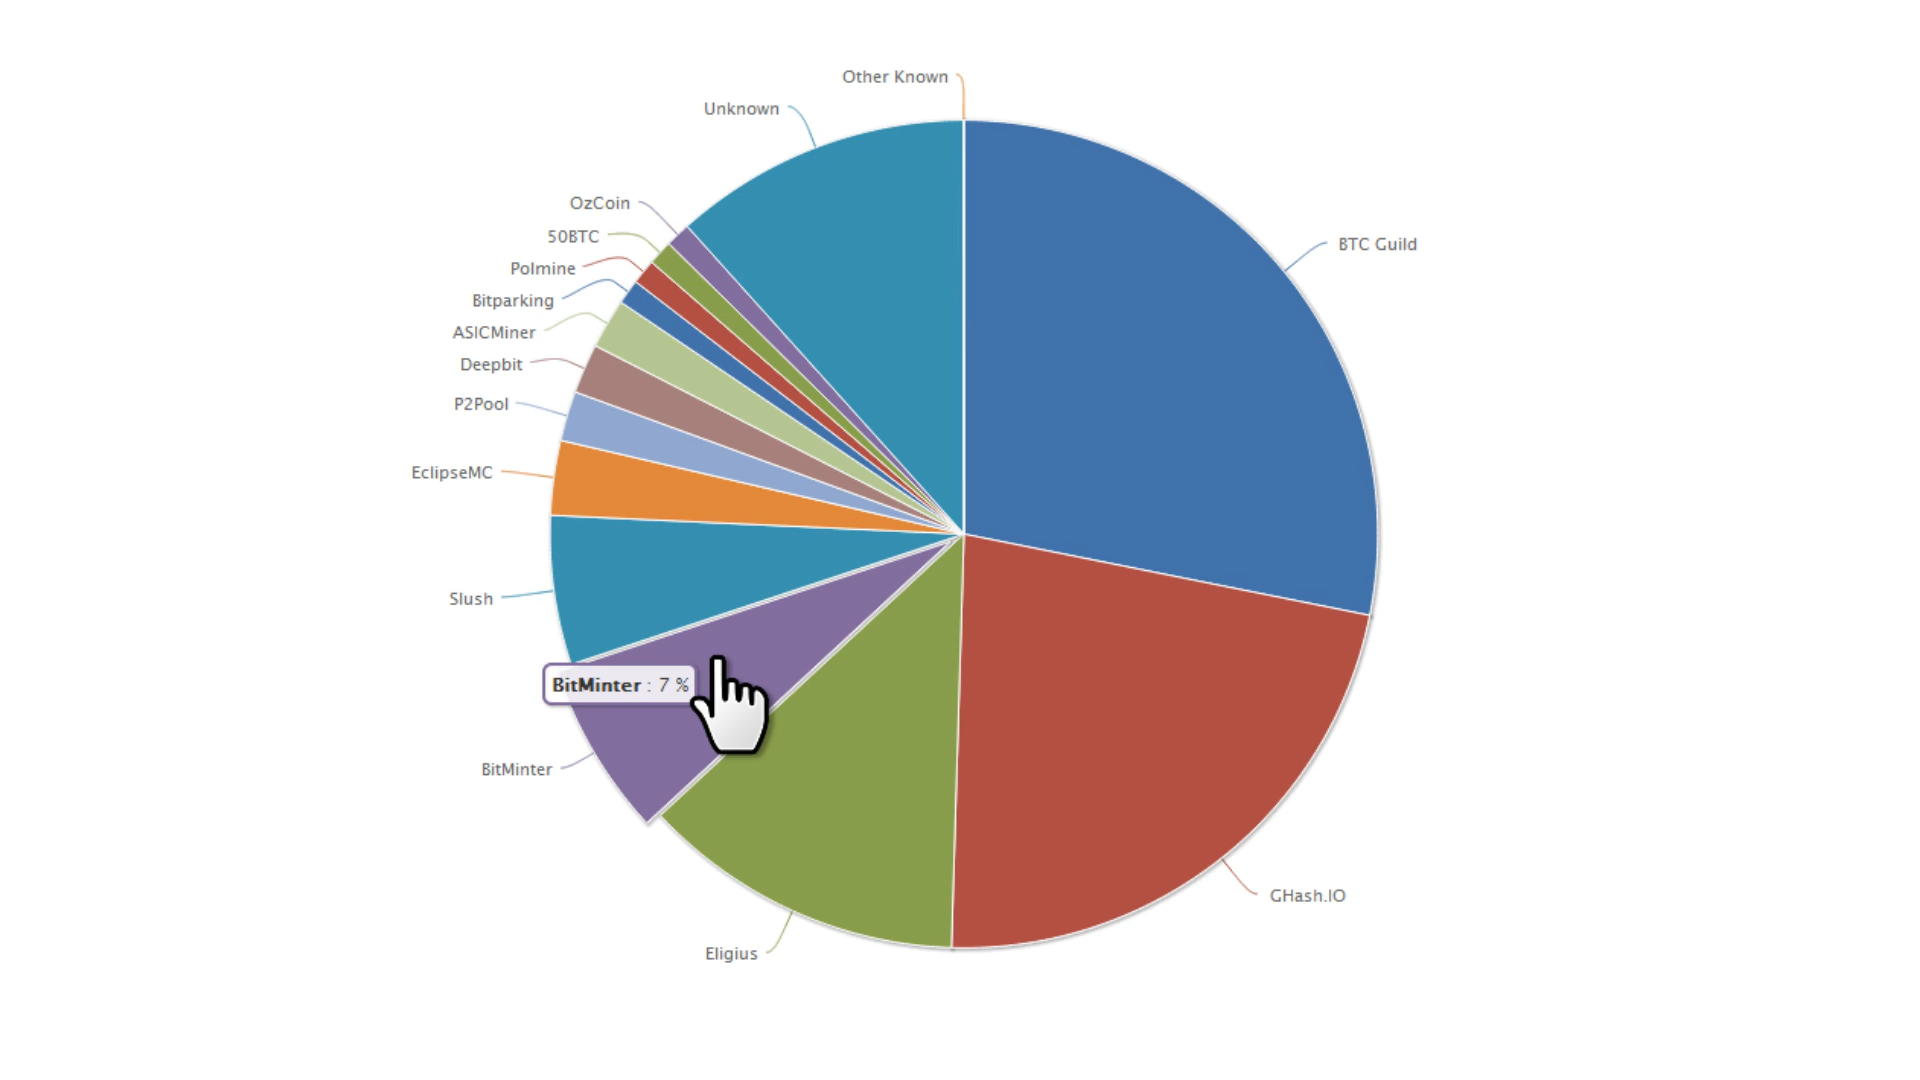 Other Known
Unknown
OzCoin
50BTC
BTC Guild
Polmine
Bitparking
ASICMiner
Deepbit
P2Pool
EclipseMC
Slush
BitMinter : 7 %
BitMinter
GHash.IO
Eligius